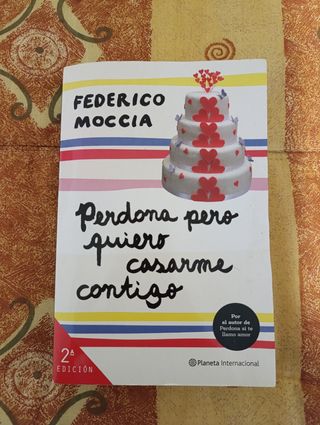 FEDERICO
MOCCIA
Perdona pero
quiero
casarme
contigo
Por
el autor de
Perdona si te
llamo amor
2ª
EDICIÓN
Planeta Internacional